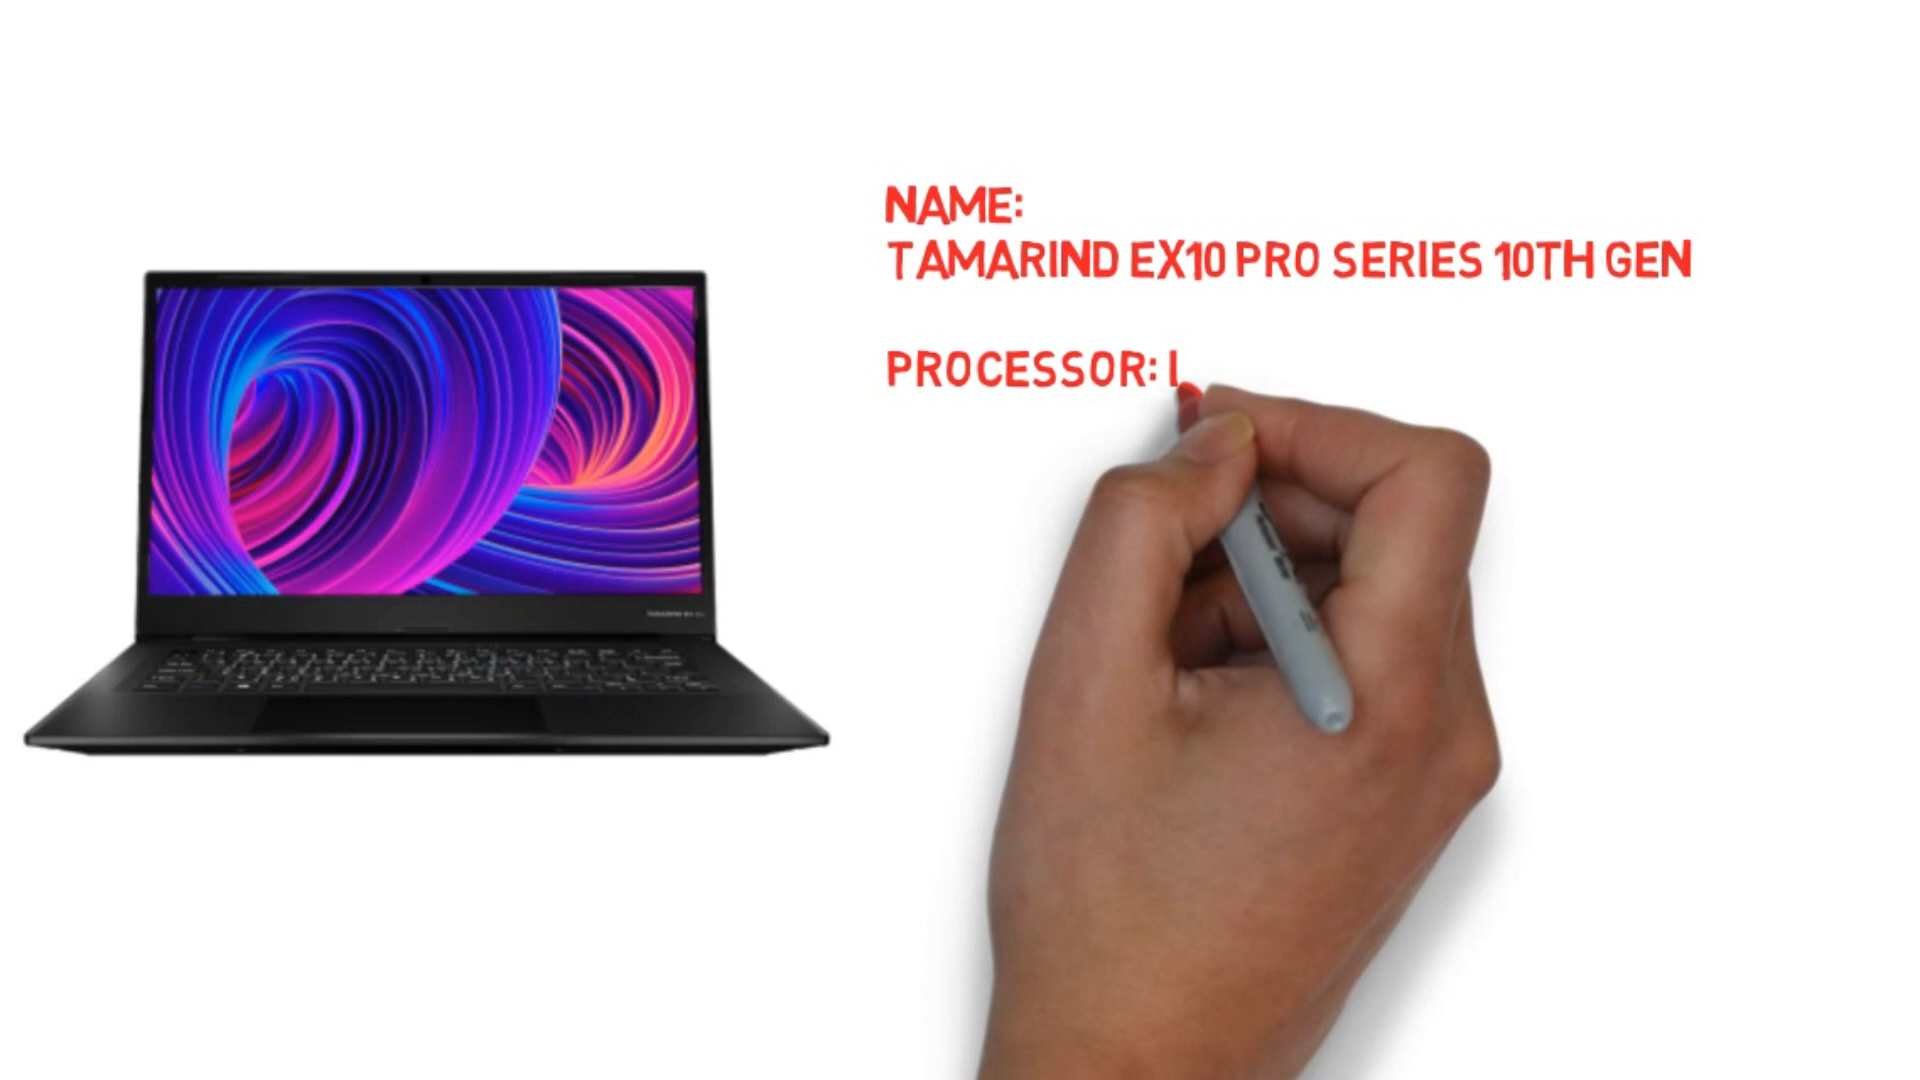 NAME:
TAMARIND EX10 PRO SERIES 10TH GEN
PROCESSOR: I